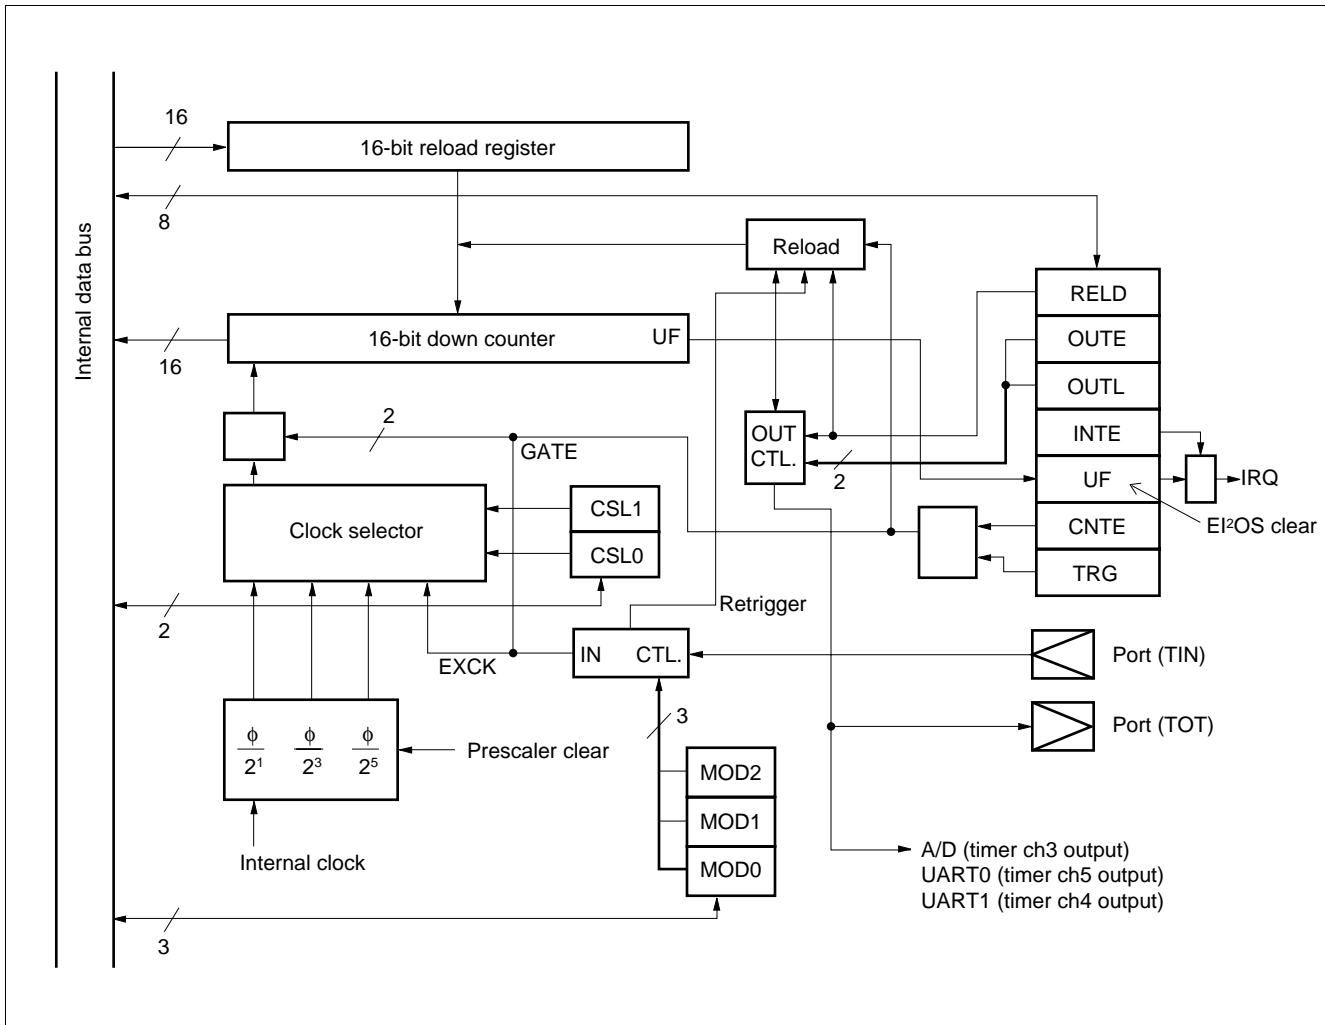 16
16-bit reload register
8
Internal data bus
Reload
RELD
16-bit down counter
UF
OUTE
16
OUTL
2
GATE
OUT
CTL.
2
INTE
UF
IRQ
EI²OS clear
CSL1
Clock selector
CSL0
CNTE
TRG
2
Retrigger
EXCK
IN CTL.
Port (TIN)
3
Port (TOT)
ϕ ϕ ϕ
2¹ 2³ 2⁵
Prescaler clear
MOD2
MOD1
MOD0
Internal clock
A/D (timer ch3 output)
UART0 (timer ch5 output)
UART1 (timer ch4 output)
3